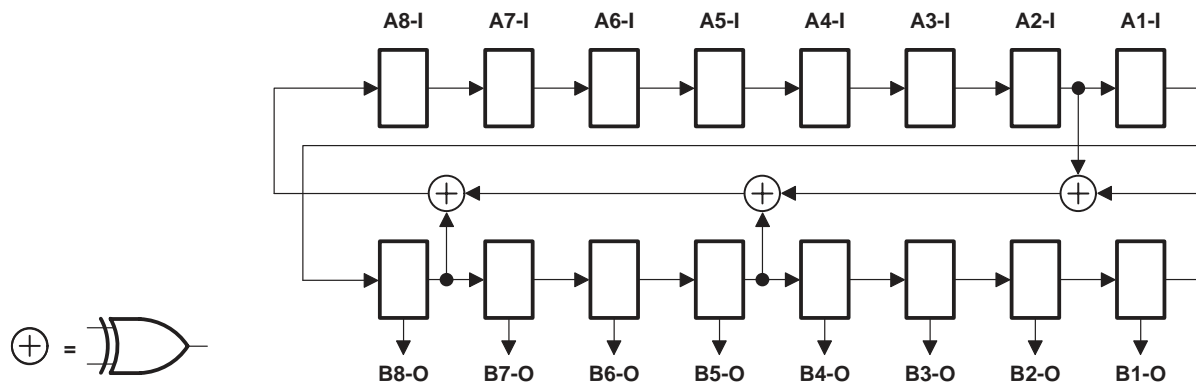 A8-I A7-I A6-I A5-I A4-I A3-I A2-I A1-I
=
B8-O B7-O B6-O B5-O B4-O B3-O B2-O B1-O